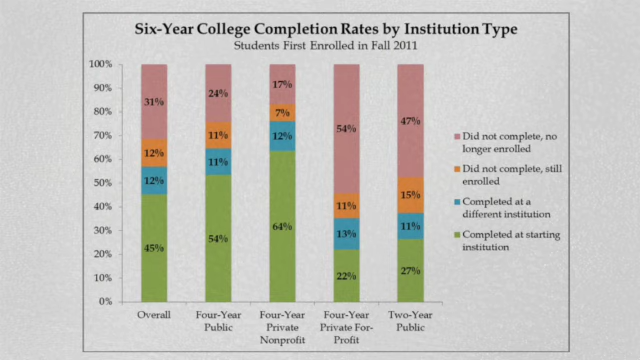 Six-Year College Completion Rates by Institution Type
Students First Enrolled in Fall 2011
100%
90%
80%
70%
60%
50%
40%
30%
20%
10%
0%
31%
12%
12%
45%
24%
11%
11%
54%
17%
7%
12%
64%
54%
11%
13%
22%
47%
15%
11%
27%
Overall
Four-Year
Public
Four-Year
Private
Nonprofit
Four-Year
Private For-
Profit
Two-Year
Public
Did not complete, no
longer enrolled
Did not complete, still
enrolled
Completed at a
different institution
Completed at starting
institution